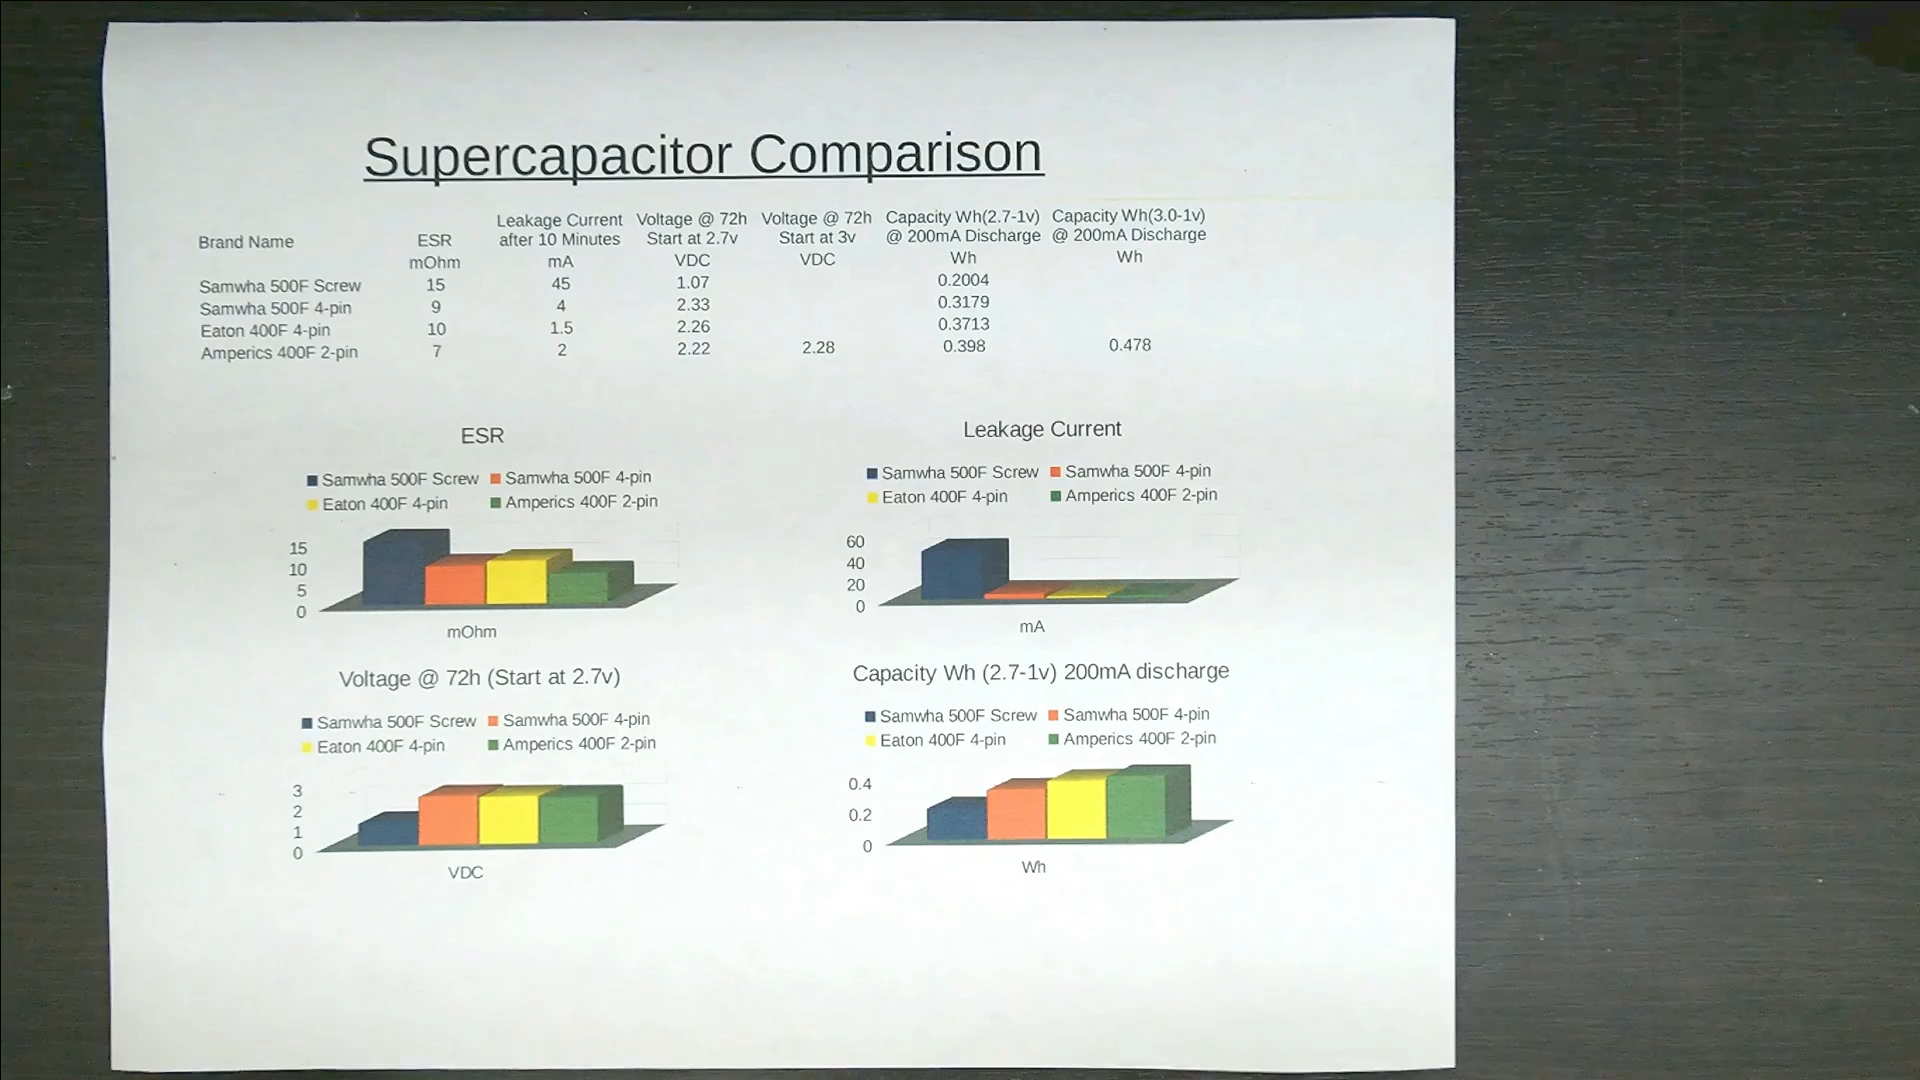 Supercapacitor Comparison
Leakage Current Voltage @ 72h Voltage @ 72h Capacity Wh(2.7-1v) Capacity Wh(3.0-1v)
Brand Name ESR after 10 Minutes Start at 2.7v Start at 3v @ 200mA Discharge @ 200mA Discharge
mOhm mA VDC VDC Wh Wh
Samwha 500F Screw 15 45 1.07 0.2004
Samwha 500F 4-pin 9 4 2.33 0.3179
Eaton 400F 4-pin 10 1.5 2.26 0.3713
Amperics 400F 2-pin 7 2 2.22 2.28 0.398 0.478
ESR
Samwha 500F Screw Samwha 500F 4-pin
Eaton 400F 4-pin Amperics 400F 2-pin
15
10
5
0
mOhm
Leakage Current
Samwha 500F Screw Samwha 500F 4-pin
Eaton 400F 4-pin Amperics 400F 2-pin
60
40
20
0
mA
Voltage @ 72h (Start at 2.7v)
Samwha 500F Screw Samwha 500F 4-pin
Eaton 400F 4-pin Amperics 400F 2-pin
3
2
1
0
VDC
Capacity Wh (2.7-1v) 200mA discharge
Samwha 500F Screw Samwha 500F 4-pin
Eaton 400F 4-pin Amperics 400F 2-pin
0.4
0.2
0
Wh